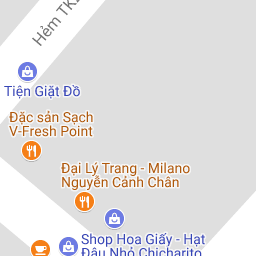 Hẻm TK
Tiện Giặt Đồ
Đặc sản Sạch
V-Fresh Point
Đại Lý Trang - Milano
Nguyễn Cảnh Chân
Shop Hoa Giấy - Hạt
Đậu Nhỏ Chicharito